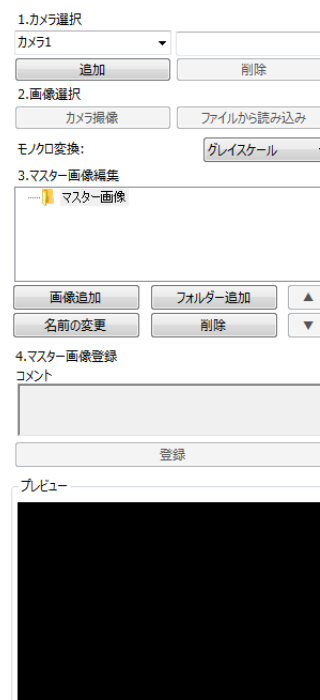 1.カメラ選択
カメラ1
追加 削除
2.画像選択
カメラ撮像 ファイルから読み込み
モノクロ変換: グレイスケール
3.マスター画像編集
マスター画像
画像追加 フォルダー追加 ▲
名前の変更 削除 ▼
4.マスター画像登録
コメント
登録
プレビュー